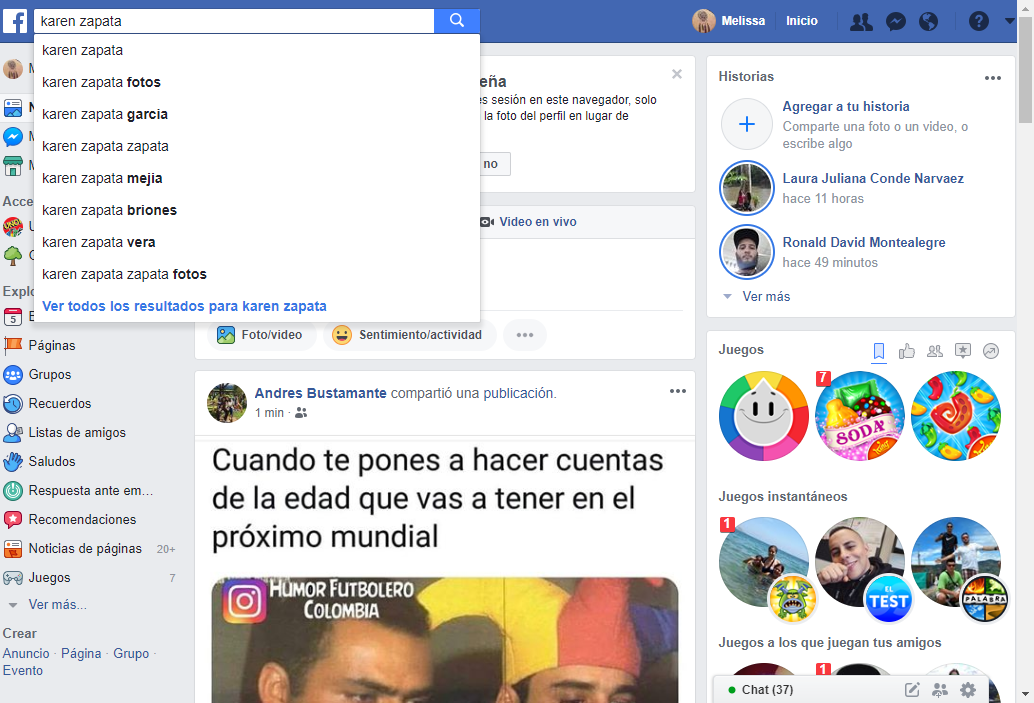 karen zapata
Melissa
Inicio
karen zapata
karen zapata fotos
karen zapata garcia
karen zapata zapata
karen zapata mejia
karen zapata briones
karen zapata vera
karen zapata zapata fotos
Ver todos los resultados para karen zapata
Acce
Explo
5
Páginas
Grupos
Recuerdos
Listas de amigos
Saludos
Respuesta ante em...
Recomendaciones
Noticias de páginas 20+
Juegos 7
Ver más...
Crear
Anuncio · Página · Grupo ·
Evento
eña
es sesión en este navegador, solo
la foto del perfil en lugar de
no
Video en vivo
Foto/video
Sentimiento/actividad
Andres Bustamante compartió una publicación.
1 min ·
Cuando te pones a hacer cuentas
de la edad que vas a tener en el
próximo mundial
HUMOR FUTBOLERO
COLOMBIA
Historias
Agregar a tu historia
Comparte una foto o un video, o
escribe algo
Laura Juliana Conde Narvaez
hace 11 horas
Ronald David Montealegre
hace 49 minutos
Ver más
Juegos
7
SODA
Juegos instantáneos
1
EL
TEST
PALABRA
Juegos a los que juegan tus amigos
1
Chat (37)